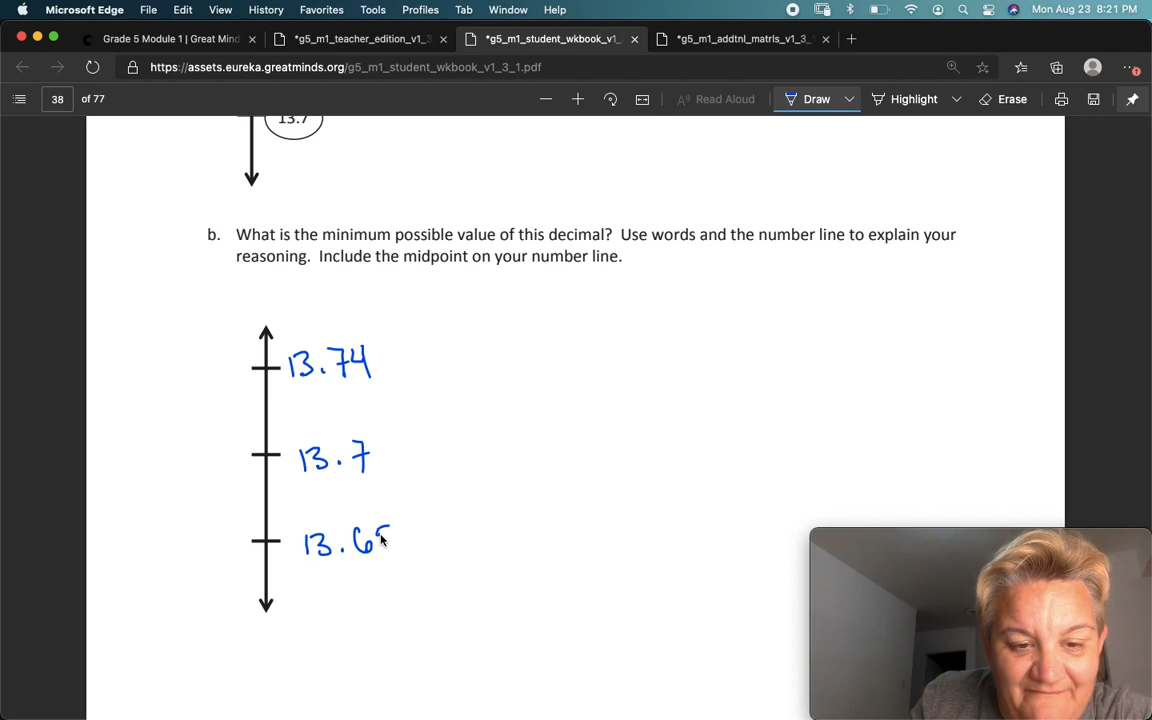 Microsoft Edge File Edit View History Favorites Tools Profiles Tab Window Help Mon Aug 23 8:21 PM
Grade 5 Module 1 | Great Mind *g5_m1_teacher_edition_v1_3 *g5_m1_student_wkbook_v1_ *g5_m1_addtnl_matrls_v1_3_
https://assets.eureka.greatminds.org/g5_m1_student_wkbook_v1_3_1.pdf
38 of 77 Read Aloud Draw Highlight Erase
13.7
b. What is the minimum possible value of this decimal? Use words and the number line to explain your
reasoning. Include the midpoint on your number line.
13.74
13.7
13.65